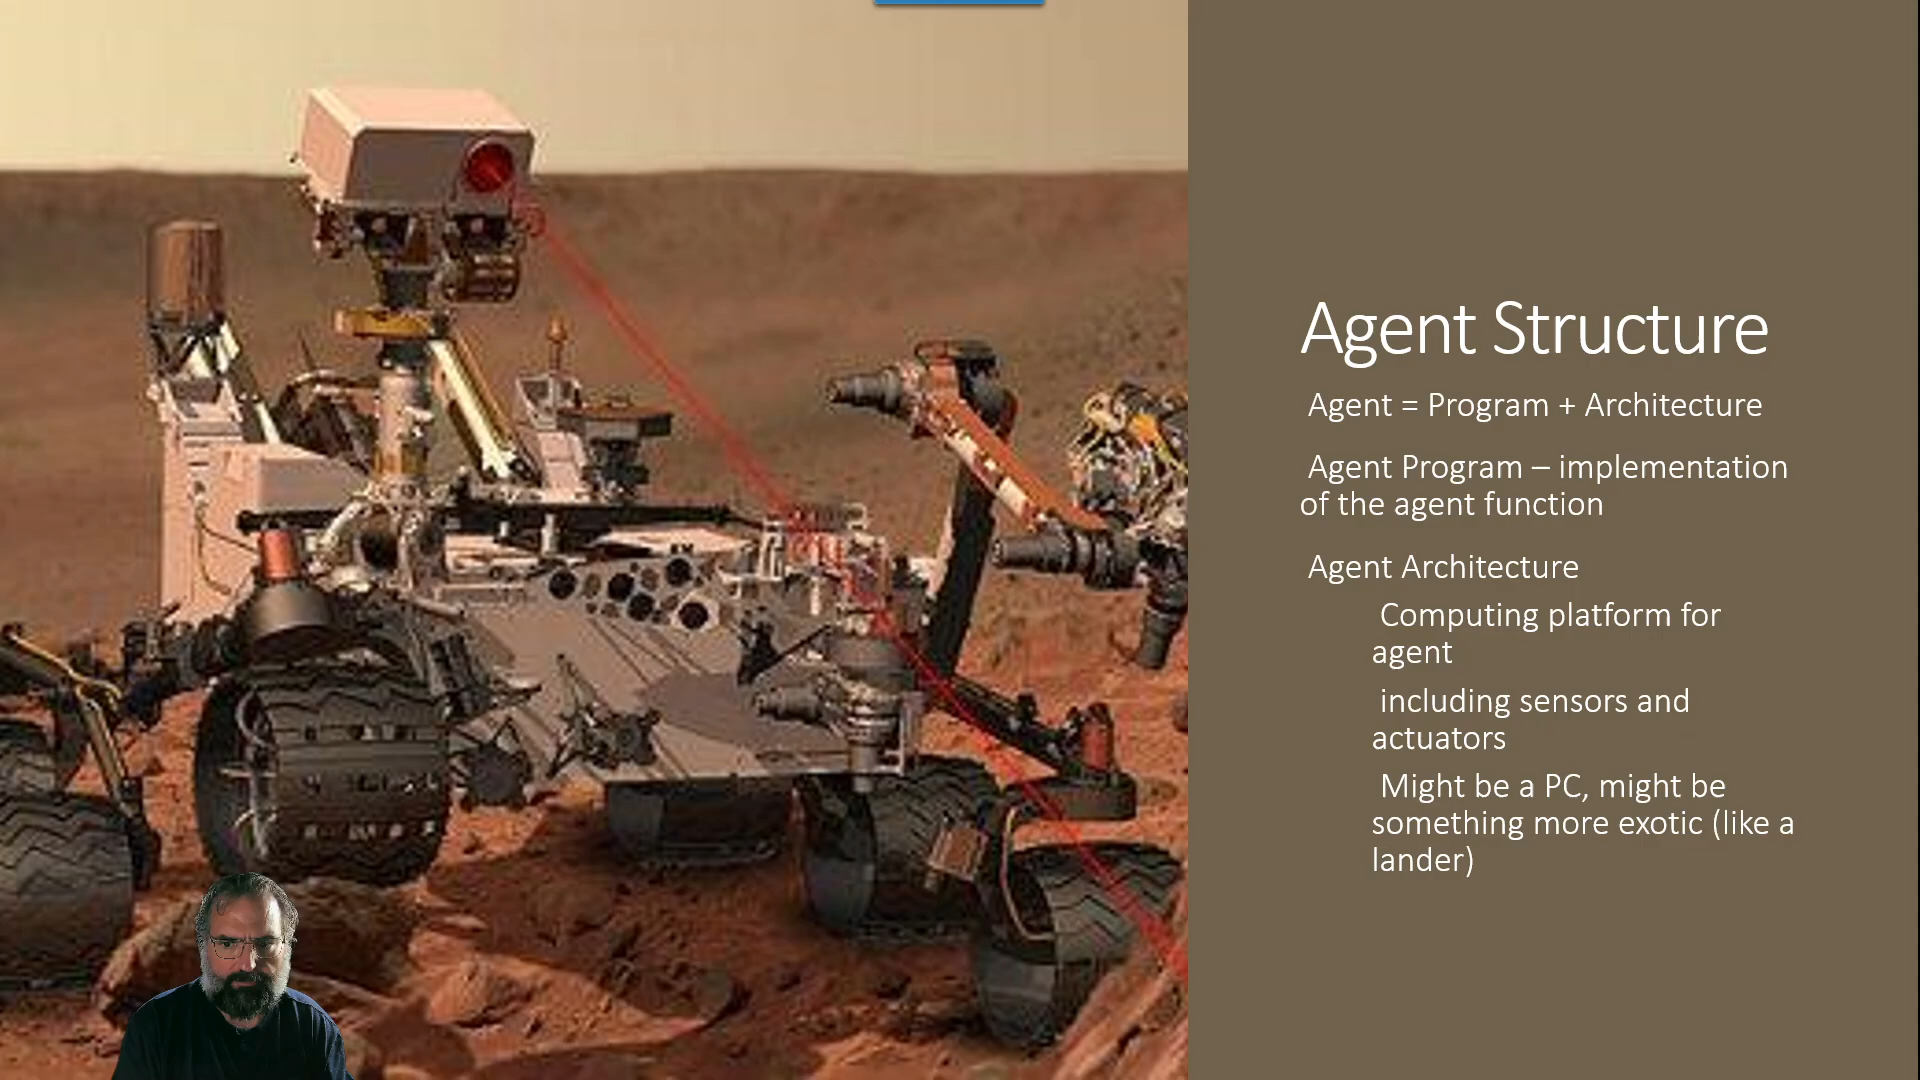 Agent Structure
Agent = Program + Architecture
Agent Program – implementation
of the agent function
Agent Architecture
Computing platform for
agent
including sensors and
actuators
Might be a PC, might be
something more exotic (like a
lander)